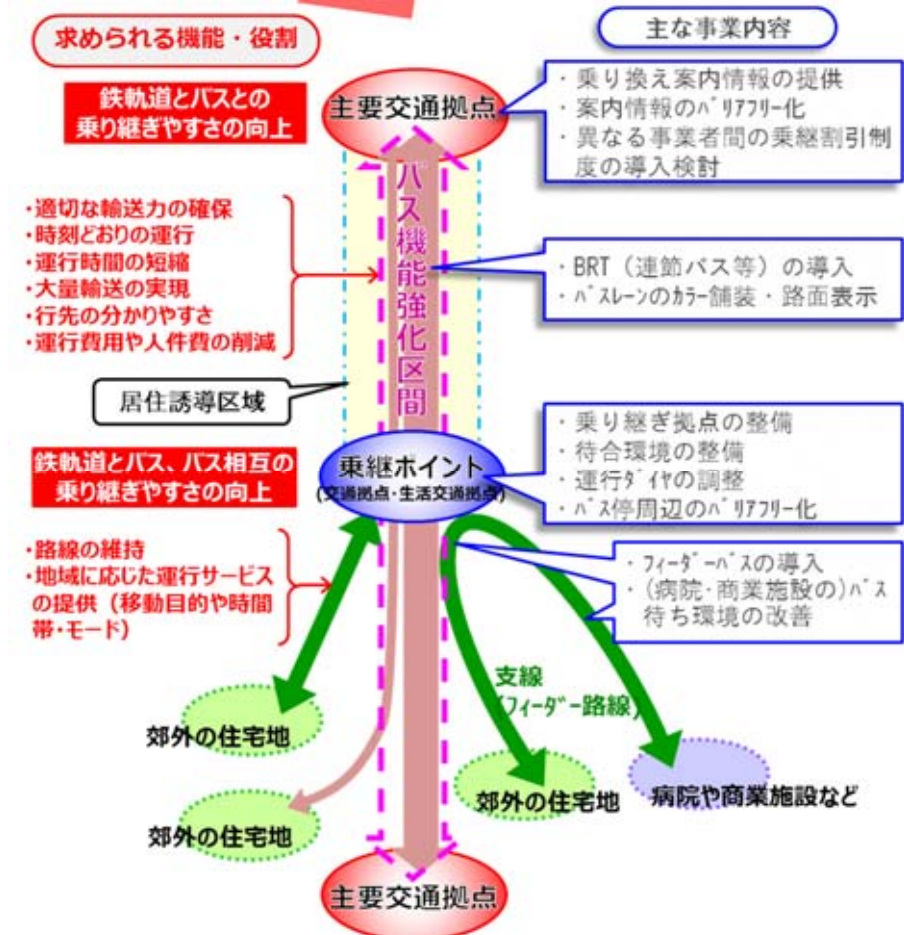 求められる機能・役割
主な事業内容
鉄軌道とバスとの
乗り継ぎやすさの向上
主要交通拠点
・乗り換え案内情報の提供
・案内情報のﾊﾞﾘｱﾌﾘｰ化
・異なる事業者間の乗継割引制
度の導入検討
・適切な輸送力の確保
・時刻どおりの運行
・運行時間の短縮
・大量輸送の実現
・行先の分かりやすさ
・運行費用や人件費の削減
バス機能強化区間
・BRT（連節バス等）の導入
・ﾊﾞｽﾚｰﾝのｶﾗｰ舗装・路面表示
居住誘導区域
鉄軌道とバス、バス相互の
乗り継ぎやすさの向上
乗継ポイント
(交通拠点･生活交通拠点)
・乗り継ぎ拠点の整備
・待合環境の整備
・運行ﾀﾞｲﾔの調整
・ﾊﾞｽ停周辺のﾊﾞﾘｱﾌﾘｰ化
・路線の維持
・地域に応じた運行サービス
の提供（移動目的や時間
帯・モード）
・ﾌｨｰﾀﾞｰﾊﾞｽの導入
・(病院･商業施設の)ﾊﾞｽ
待ち環境の改善
支線
(ﾌｨｰﾀﾞｰ路線)
郊外の住宅地
郊外の住宅地
病院や商業施設など
郊外の住宅地
主要交通拠点